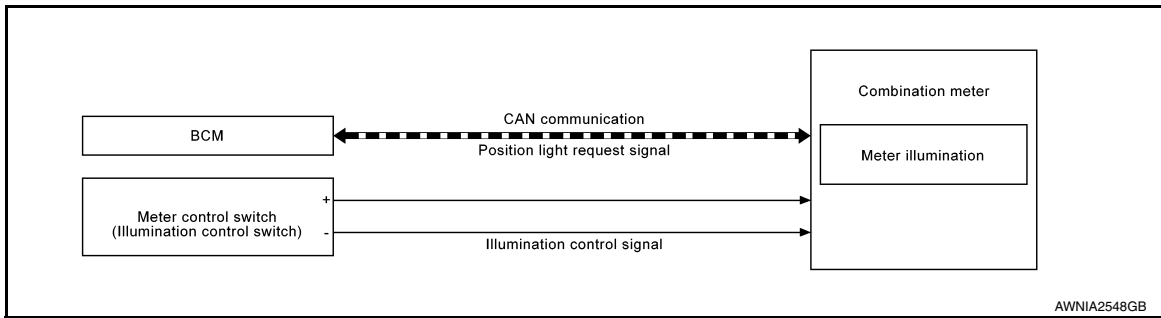 Combination meter
CAN communication
BCM
Position light request signal
Meter illumination
+
Meter control switch
(Illumination control switch)
-
Illumination control signal
AWNIA2548GB